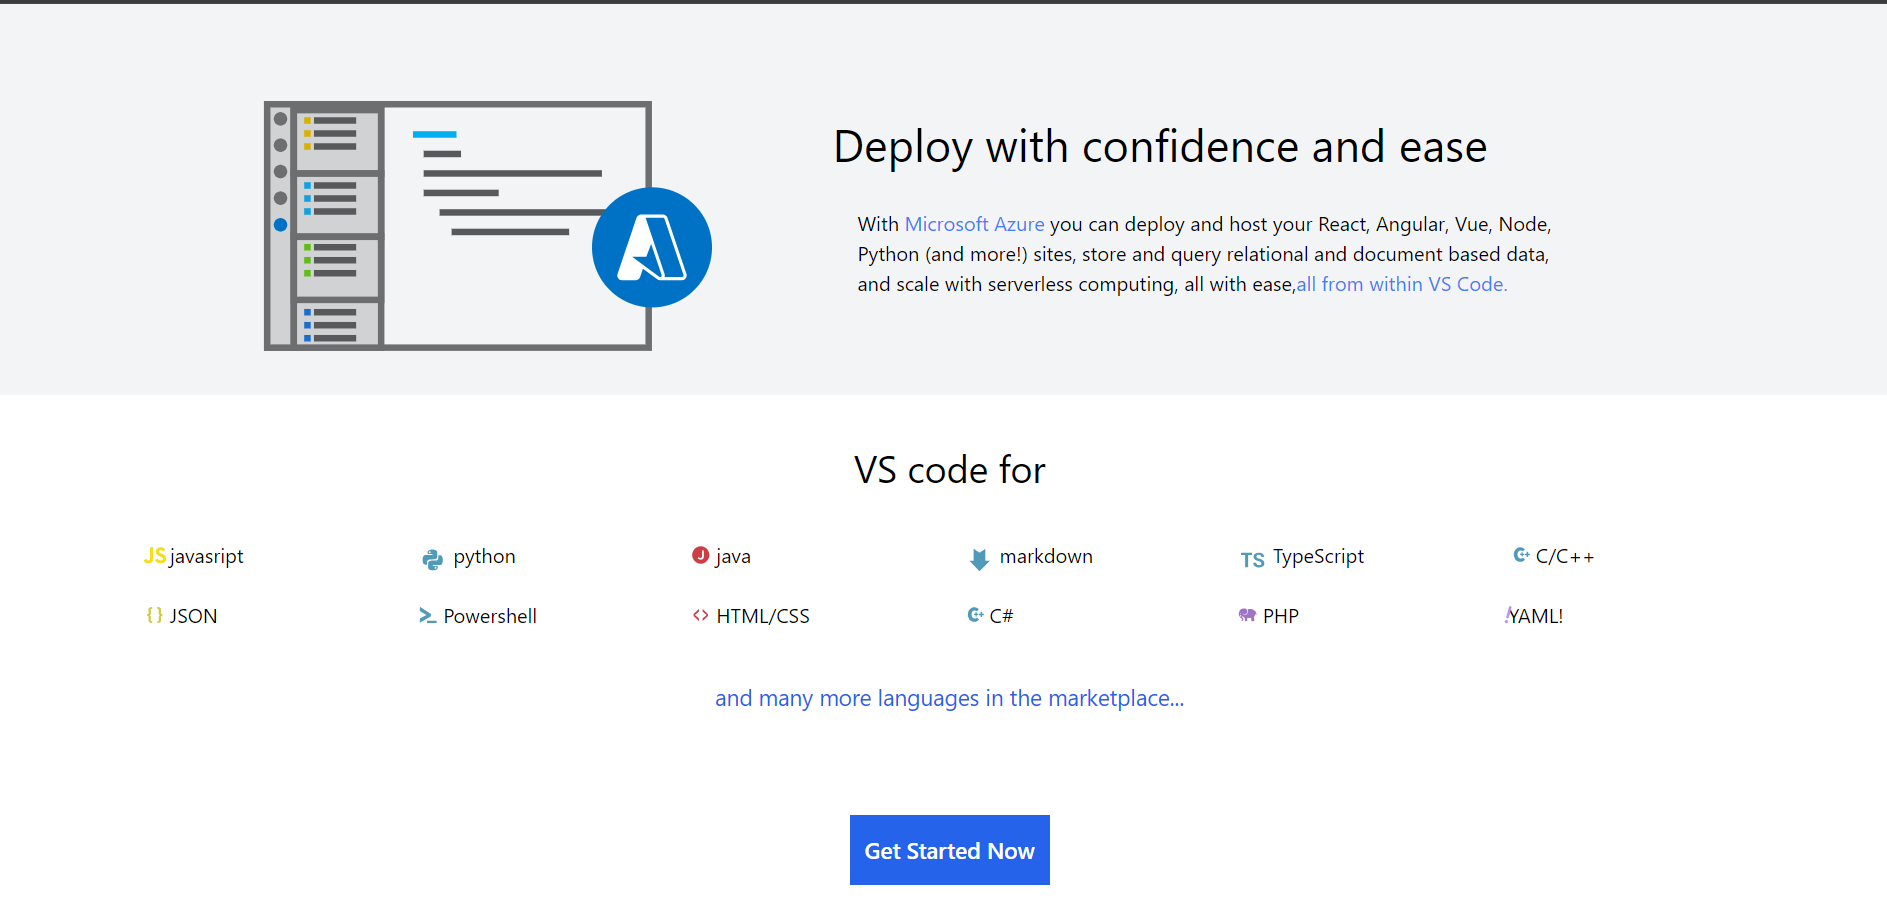 Deploy with confidence and ease
With Microsoft Azure you can deploy and host your React, Angular, Vue, Node,
Python (and more!) sites, store and query relational and document based data,
and scale with serverless computing, all with ease,all from within VS Code.
VS code for
JS javasript python J java markdown TS TypeScript C/C++
{} JSON Powershell <> HTML/CSS C# PHP !YAML!
and many more languages in the marketplace...
Get Started Now